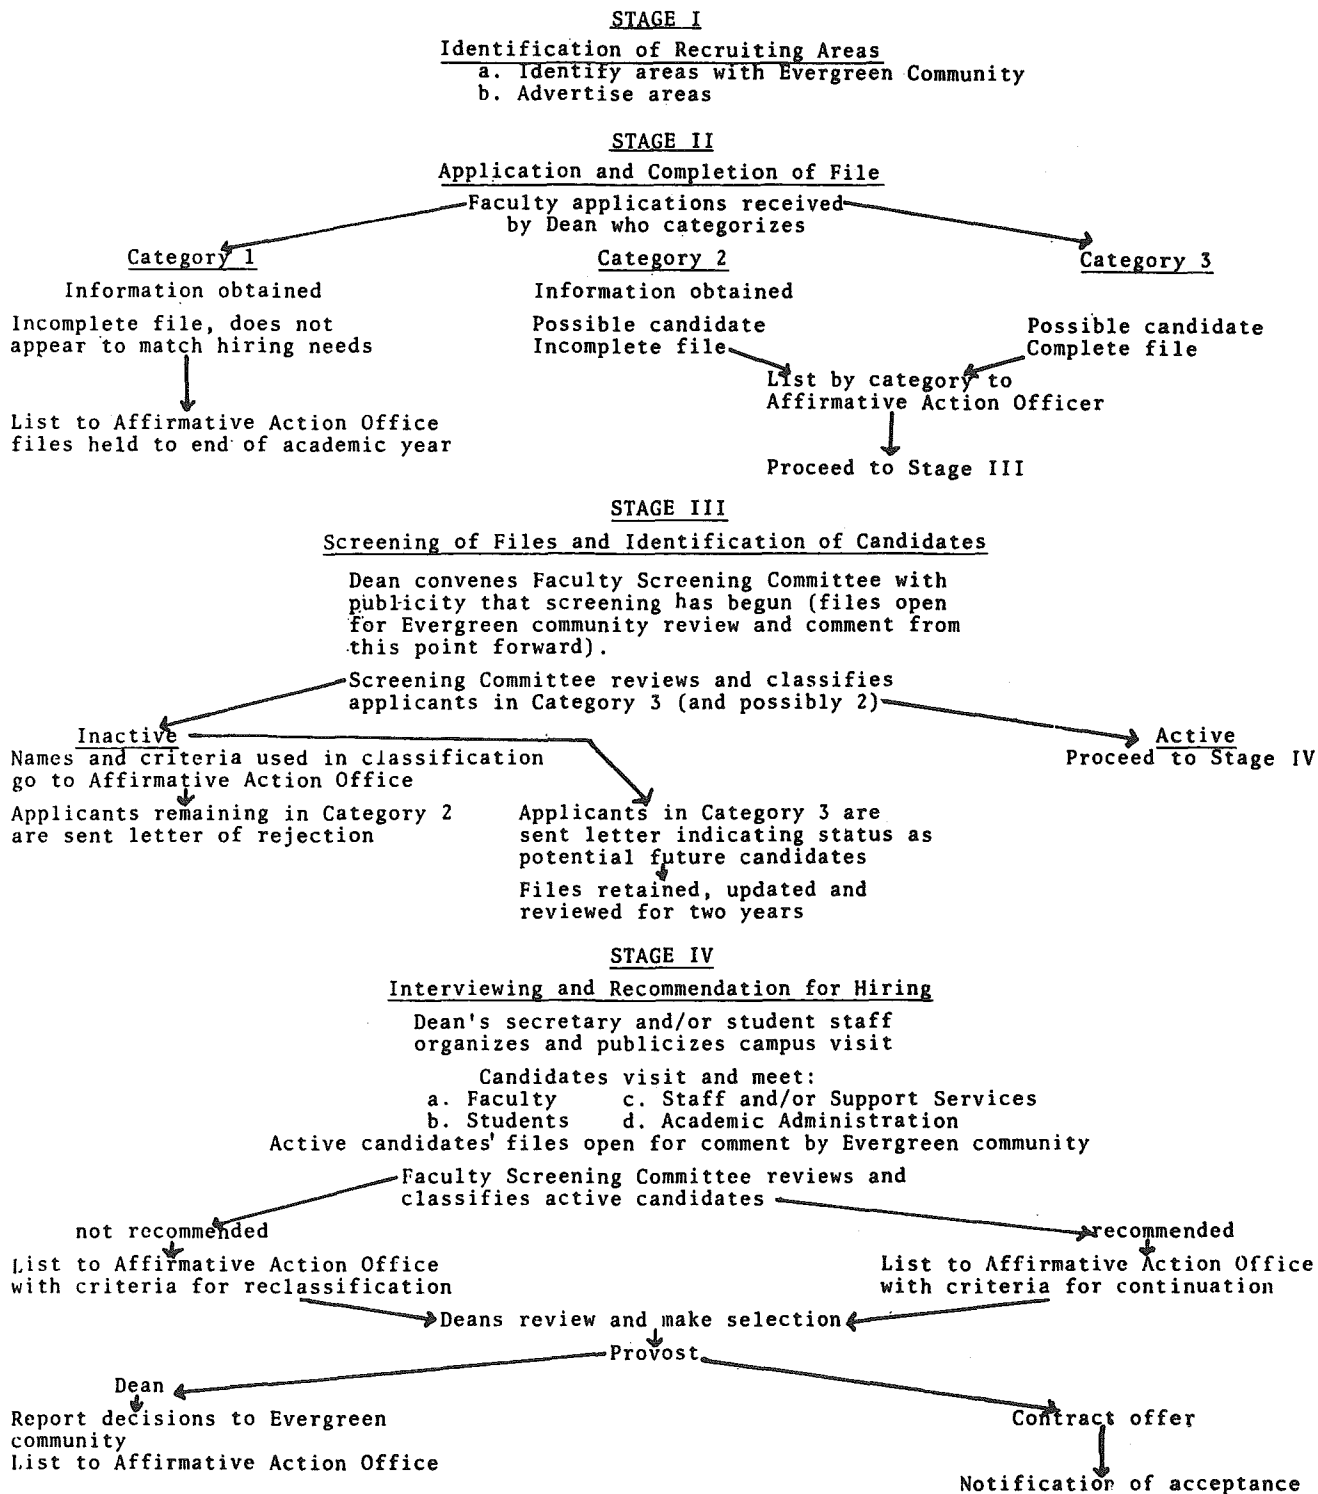 STAGE I
Identification of Recruiting Areas
a. Identify areas with Evergreen Community
b. Advertise areas
STAGE II
Application and Completion of File
Faculty applications received
by Dean who categorizes
Category 1
Information obtained
Incomplete file, does not
appear to match hiring needs
List to Affirmative Action Office
files held to end of academic year
Category 2
Information obtained
Possible candidate
Incomplete file
Category 3
Possible candidate
Complete file
List by category to
Affirmative Action Officer
Proceed to Stage III
STAGE III
Screening of Files and Identification of Candidates
Dean convenes Faculty Screening Committee with
publicity that screening has begun (files open
for Evergreen community review and comment from
this point forward).
Screening Committee reviews and classifies
applicants in Category 3 (and possibly 2)
Inactive
Names and criteria used in classification
go to Affirmative Action Office
Applicants remaining in Category 2
are sent letter of rejection
Applicants in Category 3 are
sent letter indicating status as
potential future candidates
Files retained, updated and
reviewed for two years
Active
Proceed to Stage IV
STAGE IV
Interviewing and Recommendation for Hiring
Dean's secretary and/or student staff
organizes and publicizes campus visit
Candidates visit and meet:
a. Faculty c. Staff and/or Support Services
b. Students d. Academic Administration
Active candidates' files open for comment by Evergreen community
Faculty Screening Committee reviews and
classifies active candidates
not recommended
List to Affirmative Action Office
with criteria for reclassification
recommended
List to Affirmative Action Office
with criteria for continuation
Deans review and make selection
Provost
Dean
Report decisions to Evergreen
community
List to Affirmative Action Office
Contract offer
Notification of acceptance